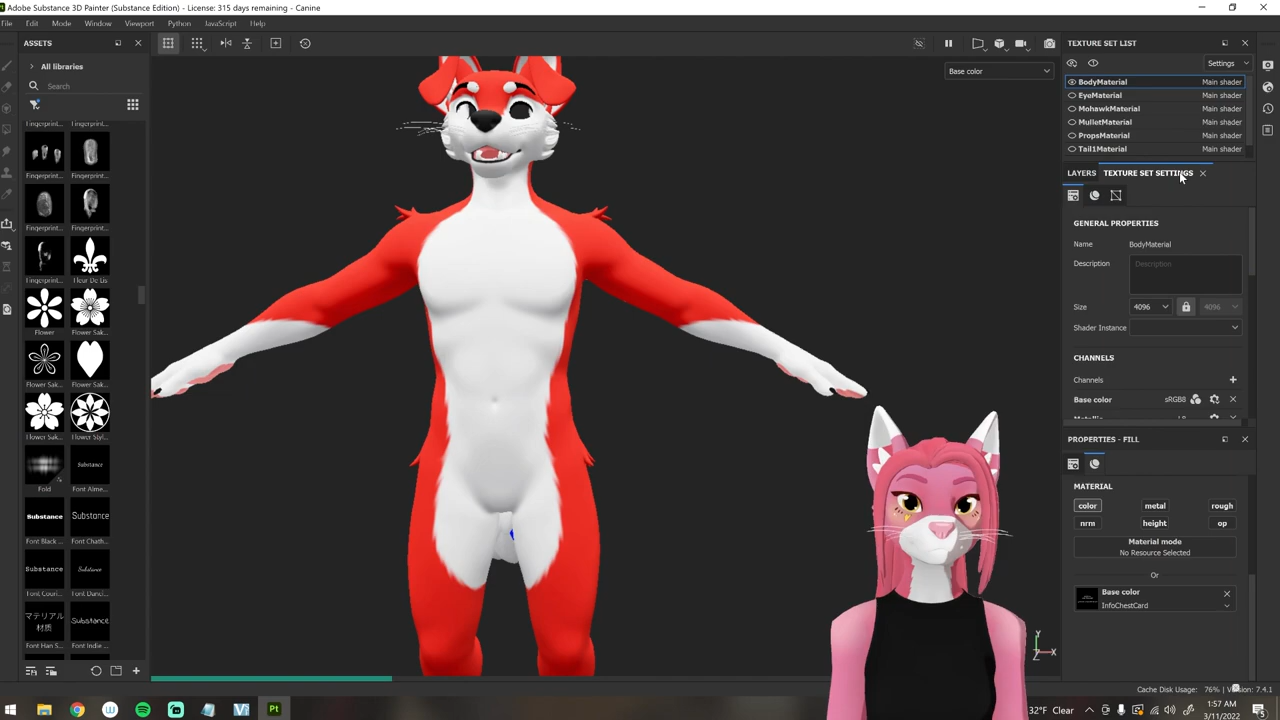 Adobe Substance 3D Painter (Substance Edition) - License: 315 days remaining - Canine
File Edit Mode Window Viewport Python JavaScript Help
ASSETS
All libraries
Search
Fingerprint... Fingerprint...
Fingerprint... Fingerprint...
Fingerprint... Fingerprint...
Fingerprint... Fleur De Lis
Flower Flower Sak...
Flower Sak... Flower Sak...
Flower Sak... Flower Styl...
Fold Font Alme...
Substance
Substance Substance
Font Black ... Font Chath...
Substance Substance
Font Couri... Font Danci...
マテリアル
材质
Substance
Font Han S... Font Indie ...
Base color
TEXTURE SET LIST
Settings
BodyMaterial Main shader
EyeMaterial Main shader
MohawkMaterial Main shader
MulletMaterial Main shader
PropsMaterial Main shader
Tail1Material Main shader
LAYERS TEXTURE SET SETTINGS
GENERAL PROPERTIES
Name BodyMaterial
Description Description
Size 4096 4096
Shader Instance
CHANNELS
Channels
Base color sRGB8
Metallic L8
PROPERTIES - FILL
MATERIAL
color metal rough
nrm height op
Material mode
No Resource Selected
Or
Base color
InfoChestCard
Y
Z X
Cache Disk Usage: 76% | Version: 7.4.1
Pt
32°F Clear
1:57 AM
3/11/2022